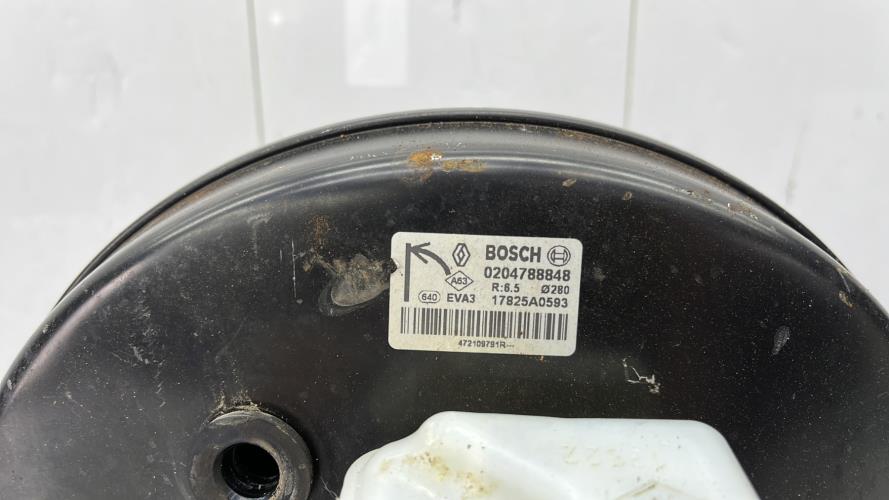 BOSCH
0204788848
A63 R:6.5 Ø280
640 EVA3 17825A0593
472109791R---